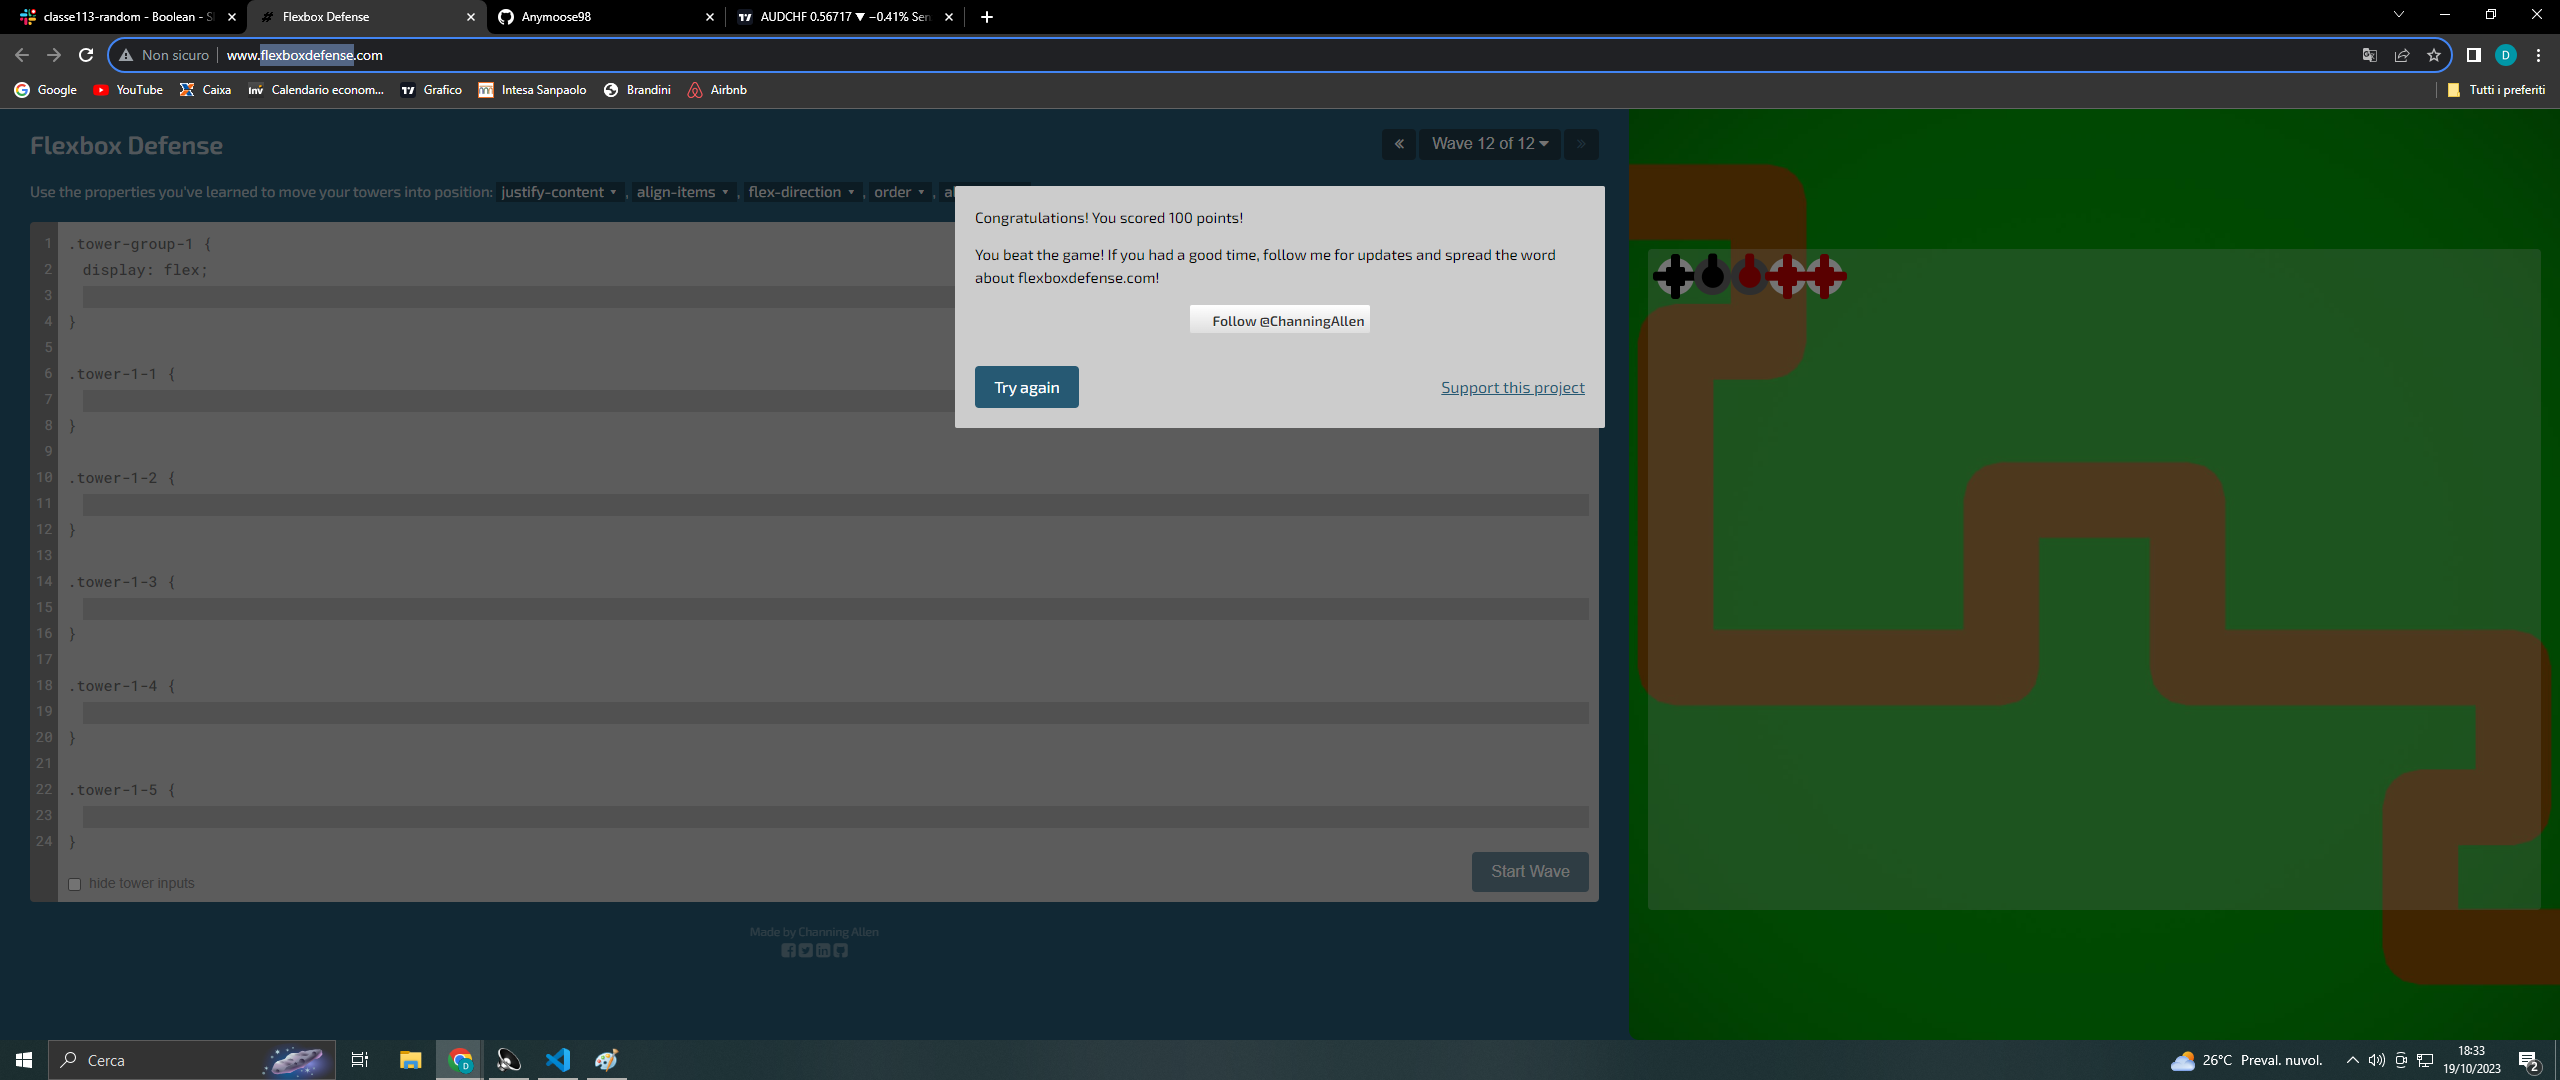 classe113-random - Boolean - Sl
Flexbox Defense
Anymoose98
AUDCHF 0.56717 ▼ −0.41% Sen
Non sicuro
www.flexboxdefense.com
Google
YouTube
Caixa
Calendario econom...
Grafico
Intesa Sanpaolo
Brandini
Airbnb
Tutti i preferiti
Flexbox Defense
« Wave 12 of 12 »
Use the properties you've learned to move your towers into position: justify-content ▾ , align-items ▾ , flex-direction ▾ , order ▾ ,
Congratulations! You scored 100 points!
You beat the game! If you had a good time, follow me for updates and spread the word
about flexboxdefense.com!
Follow @ChanningAllen
Try again
Support this project
1 .tower-group-1 {
2 display: flex;
3
4 }
5
6 .tower-1-1 {
7
8 }
9
10 .tower-1-2 {
11
12 }
13
14 .tower-1-3 {
15
16 }
17
18 .tower-1-4 {
19
20 }
21
22 .tower-1-5 {
23
24 }
hide tower inputs
Start Wave
Made by Channing Allen
Cerca
26°C Preval. nuvol.
18:33
19/10/2023
2